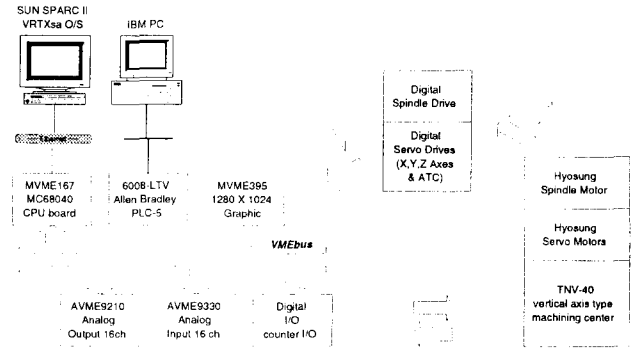 SUN SPARC II
VRTXsa O/S
IBM PC
Ethernet
Digital
Spindle Drive
Digital
Servo Drives
(X,Y,Z Axes
& ATC)
MVME167
MC68040
CPU board
6008-LTV
Allen Bradley
PLC-5
MVME395
1280 X 1024
Graphic
Hyosung
Spindle Motor
VMEbus
Hyosung
Servo Motors
AVME9210
Analog
Output 16ch
AVME9330
Analog
Input 16 ch
Digital
I/O
counter I/O
TNV-40
vertical axis type
machining center